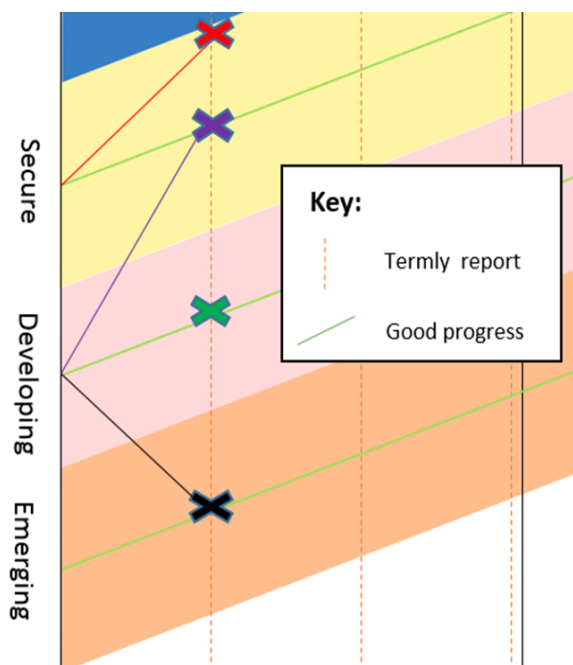 Secure
Developing
Emerging
Key:
Termly report
Good progress